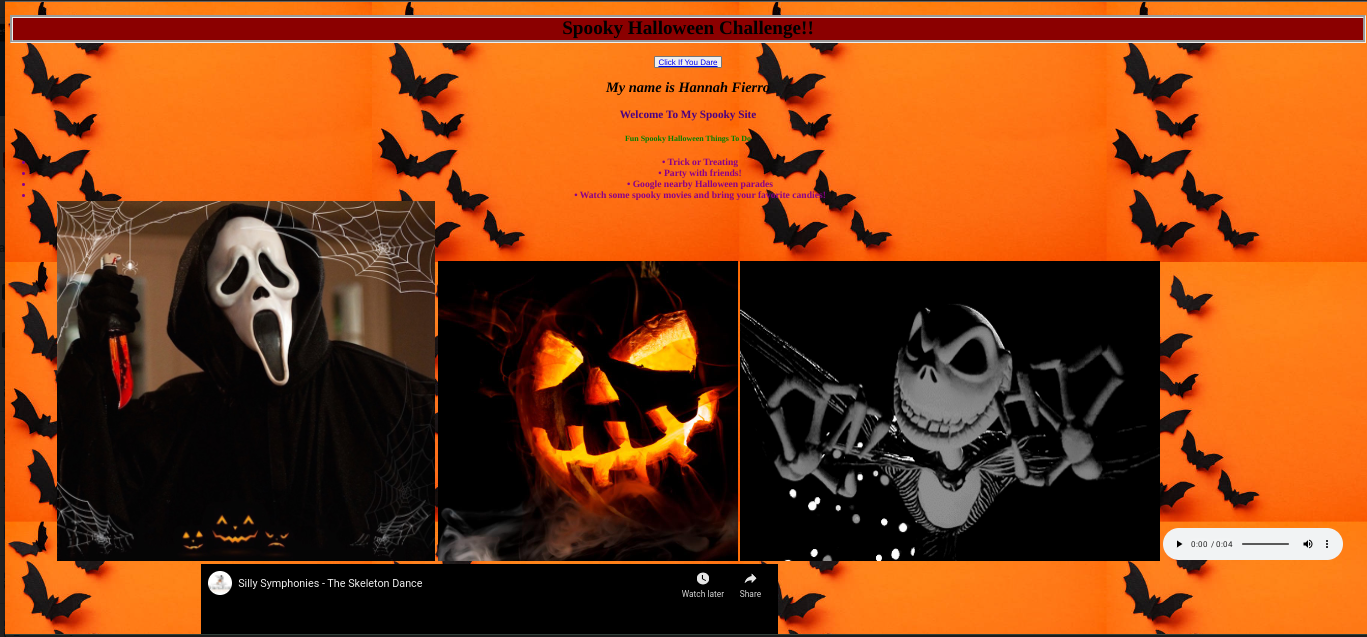 Spooky Halloween Challenge!!
Click If You Dare
My name is Hannah Fierro
Welcome To My Spooky Site
Fun Spooky Halloween Things To Do
• Trick or Treating
• Party with friends!
• Google nearby Halloween parades
• Watch some spooky movies and bring your favorite candies!
0:00 / 0:04
Silly Symphonies - The Skeleton Dance
Watch later
Share